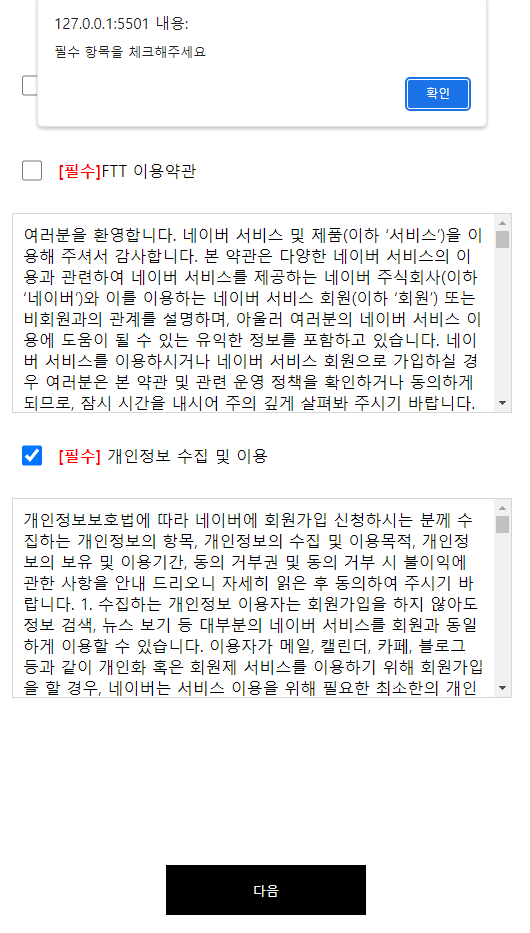 127.0.0.1:5501 내용:
필수 항목을 체크해주세요
확인
[필수]FTT 이용약관
여러분을 환영합니다. 네이버 서비스 및 제품(이하 ‘서비스’)을 이
용해 주셔서 감사합니다. 본 약관은 다양한 네이버 서비스의 이
용과 관련하여 네이버 서비스를 제공하는 네이버 주식회사(이하
‘네이버’)와 이를 이용하는 네이버 서비스 회원(이하 ‘회원’) 또는
비회원과의 관계를 설명하며, 아울러 여러분의 네이버 서비스 이
용에 도움이 될 수 있는 유익한 정보를 포함하고 있습니다. 네이
버 서비스를 이용하시거나 네이버 서비스 회원으로 가입하실 경
우 여러분은 본 약관 및 관련 운영 정책을 확인하거나 동의하게
되므로, 잠시 시간을 내시어 주의 깊게 살펴봐 주시기 바랍니다.
[필수] 개인정보 수집 및 이용
개인정보보호법에 따라 네이버에 회원가입 신청하시는 분께 수
집하는 개인정보의 항목, 개인정보의 수집 및 이용목적, 개인정
보의 보유 및 이용기간, 동의 거부권 및 동의 거부 시 불이익에
관한 사항을 안내 드리오니 자세히 읽은 후 동의하여 주시기 바
랍니다. 1. 수집하는 개인정보 이용자는 회원가입을 하지 않아도
정보 검색, 뉴스 보기 등 대부분의 네이버 서비스를 회원과 동일
하게 이용할 수 있습니다. 이용자가 메일, 캘린더, 카페, 블로그
등과 같이 개인화 혹은 회원제 서비스를 이용하기 위해 회원가입
을 할 경우, 네이버는 서비스 이용을 위해 필요한 최소한의 개인
다음